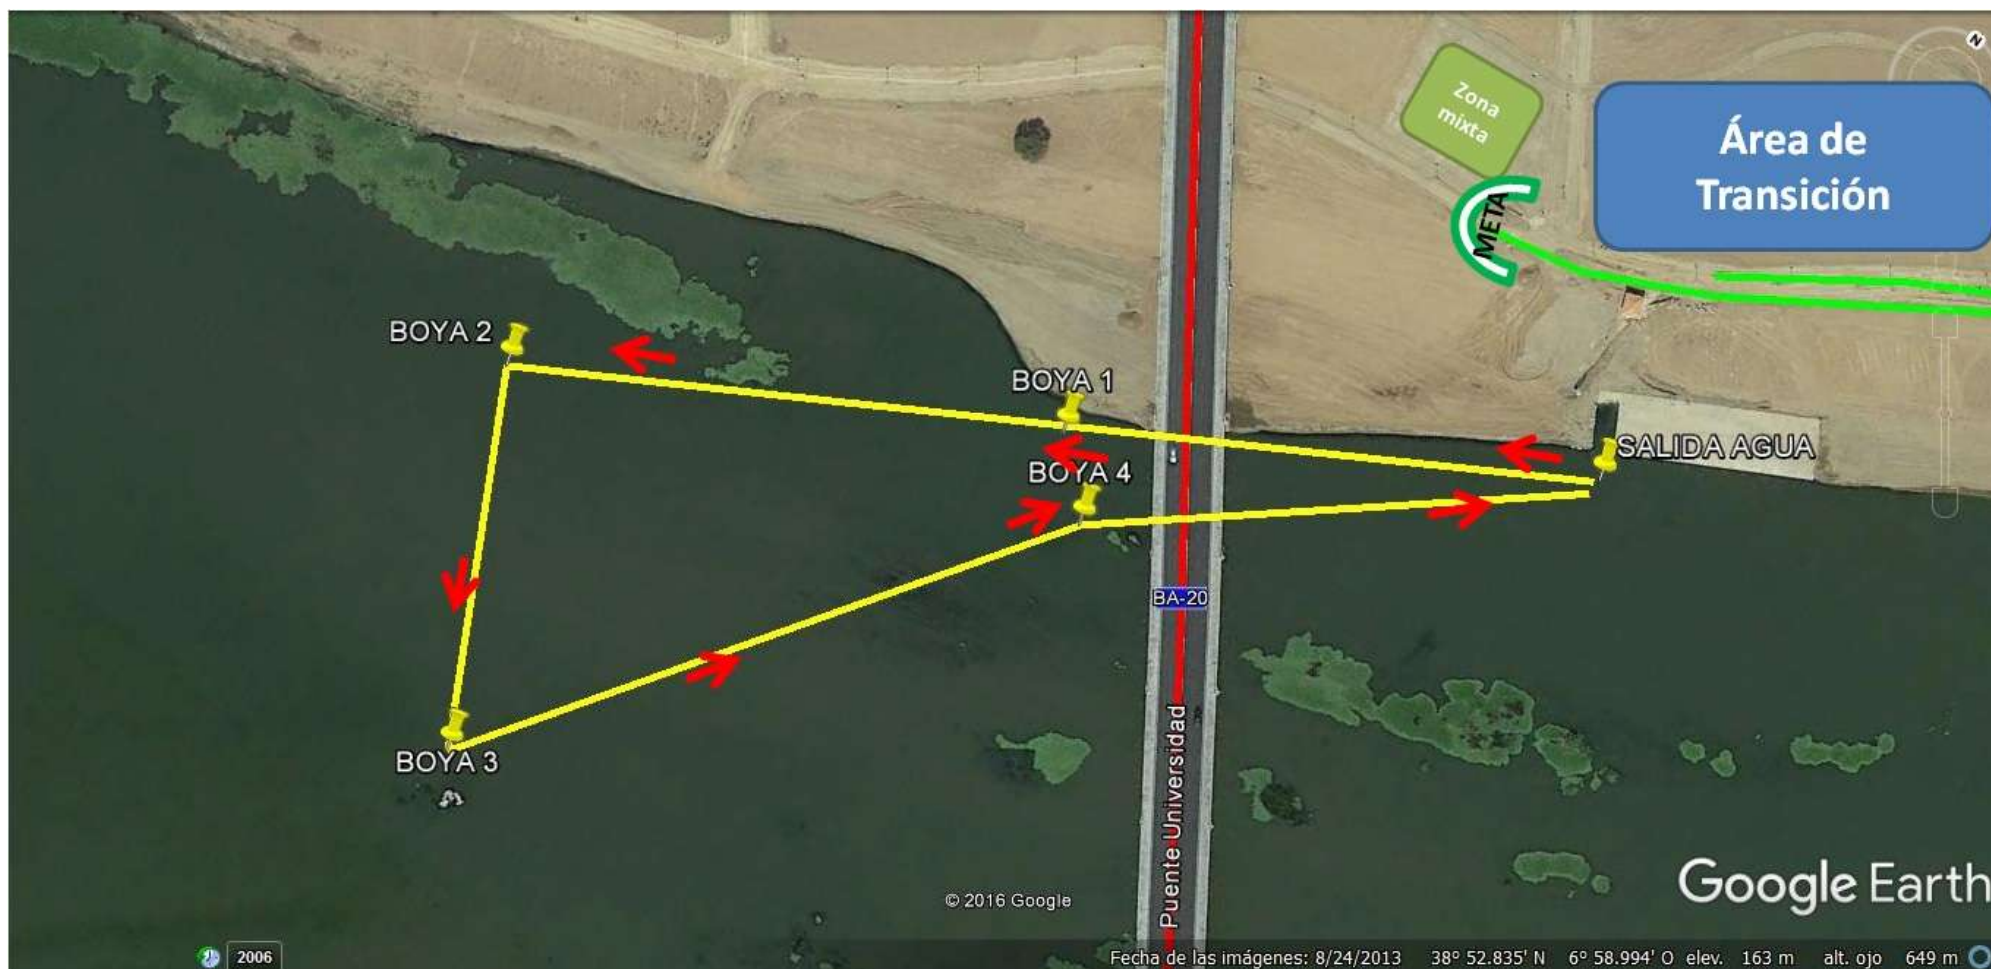 N
Zona
mixta
Área de
Transición
META
BOYA 2
BOYA 1
SALIDA AGUA
BOYA 4
BA-20
BOYA 3
Puente Universidad
Google Earth
© 2016 Google
2006
Fecha de las imágenes: 8/24/2013 38° 52.835' N 6° 58.994' O elev. 163 m alt. ojo 649 m